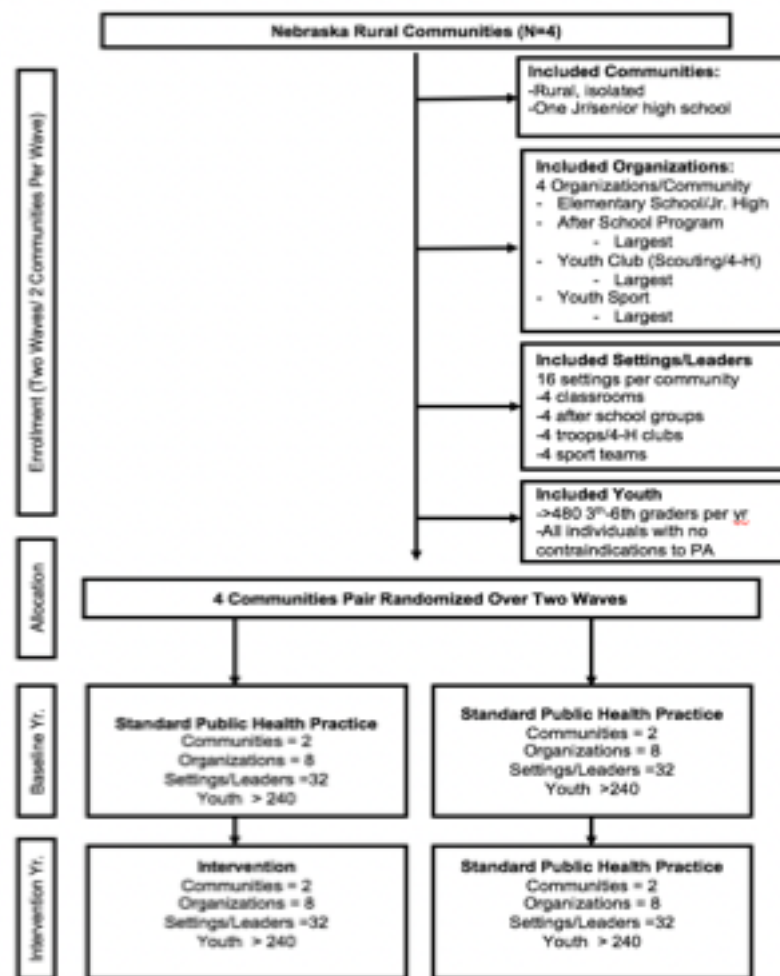 Nebraska Rural Communities (N=4)
Enrollment (Two Waves/ 2 Communities Per Wave)
Included Communities:
-Rural, isolated
-One Jr/senior high school
Included Organizations:
4 Organizations/Community
- Elementary School/Jr. High
- After School Program
- Largest
- Youth Club (Scouting/4-H)
- Largest
- Youth Sport
- Largest
Included Settings/Leaders
16 settings per community
-4 classrooms
-4 after school groups
-4 troops/4-H clubs
-4 sport teams
Included Youth
->480 3th-6th graders per yr
-All individuals with no
contraindications to PA
Allocation
4 Communities Pair Randomized Over Two Waves
Baseline Yr.
Standard Public Health Practice
Communities = 2
Organizations = 8
Settings/Leaders =32
Youth > 240
Standard Public Health Practice
Communities = 2
Organizations = 8
Settings/Leaders =32
Youth >240
Intervention Yr.
Intervention
Communities = 2
Organizations = 8
Settings/Leaders =32
Youth > 240
Standard Public Health Practice
Communities = 2
Organizations = 8
Settings/Leaders =32
Youth > 240